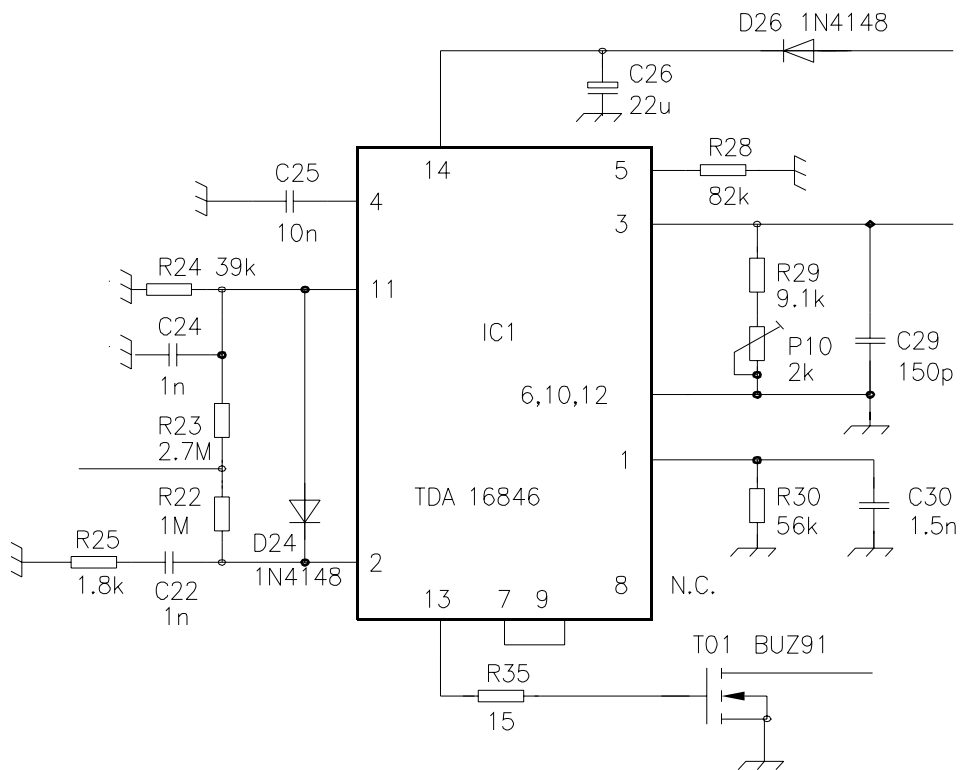 D26 1N4148
C26
22u
R28
82k
14
5
C25
10n
4
3
R24 39k
11
R29
9.1k
C24
1n
IC1
P10
2k
C29
150p
6,10,12
R23
2.7M
1
TDA 16846
R22
1M
R30
56k
C30
1.5n
R25
1.8k
C22
1n
D24
1N4148
2
13
7
9
8
N.C.
R35
15
T01 BUZ91